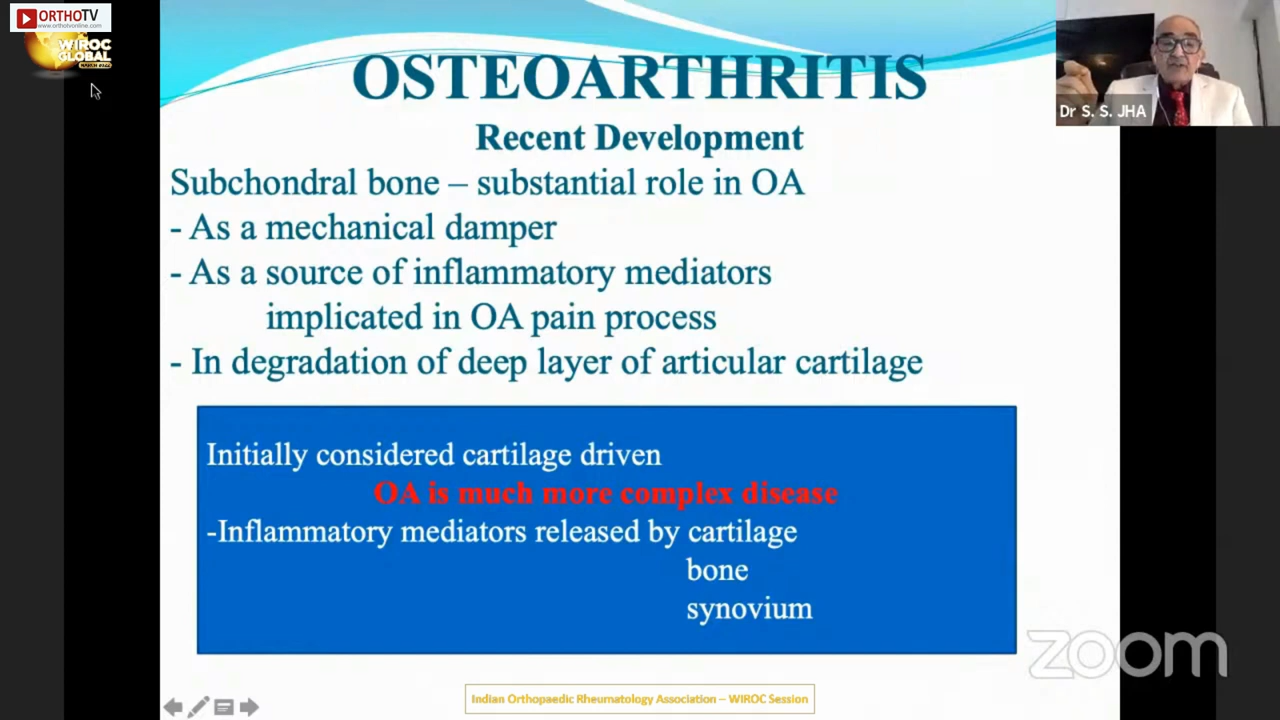 ORTHOTV
www.orthotvonline.com
WIROC
GLOBAL
OSTEOARTHRITIS
Dr S. S. JHA
Recent Development
Subchondral bone – substantial role in OA
- As a mechanical damper
- As a source of inflammatory mediators
implicated in OA pain process
- In degradation of deep layer of articular cartilage
Initially considered cartilage driven
OA is much more complex disease
-Inflammatory mediators released by cartilage
bone
synovium
zoom
Indian Orthopaedic Rheumatology Association – WIROC Session